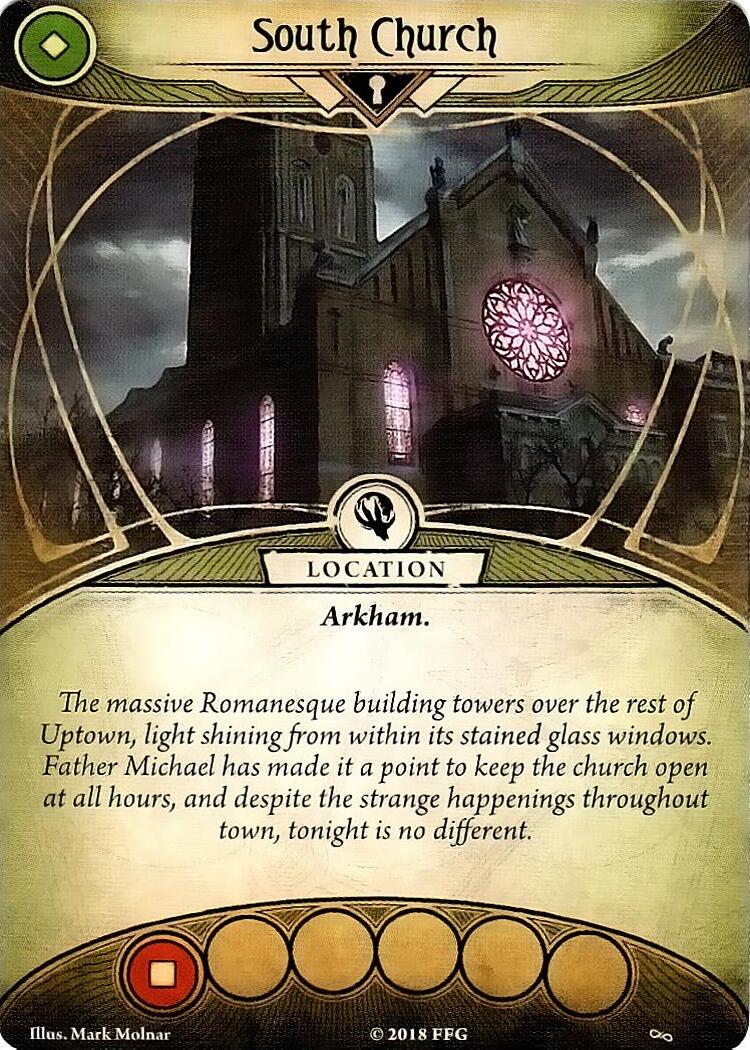 South Church
LOCATION
Arkham.
The massive Romanesque building towers over the rest of
Uptown, light shining from within its stained glass windows.
Father Michael has made it a point to keep the church open
at all hours, and despite the strange happenings throughout
town, tonight is no different.
Illus. Mark Molnar
© 2018 FFG